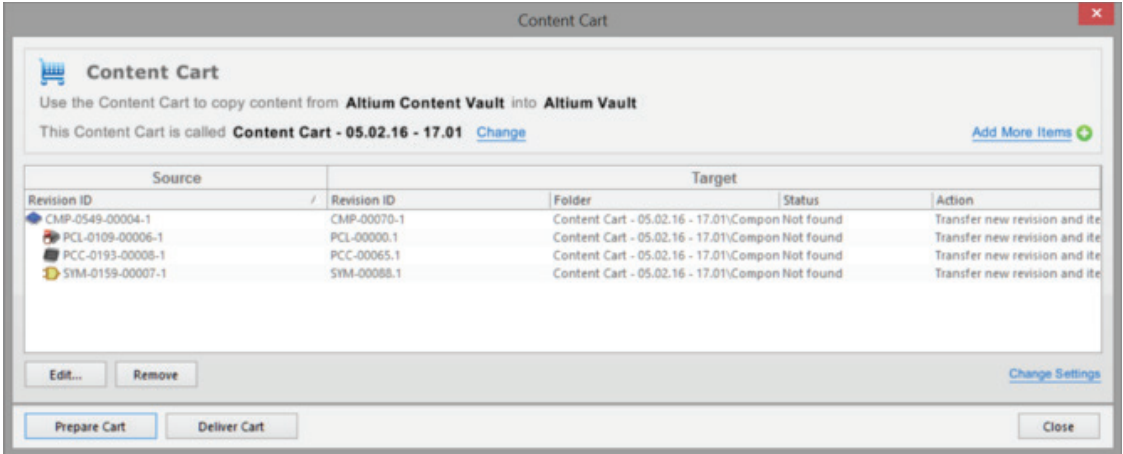 Content Cart
Content Cart
Use the Content Cart to copy content from Altium Content Vault into Altium Vault
This Content Cart is called Content Cart - 05.02.16 - 17.01 Change Add More Items
Source Target
Revision ID / Revision ID Folder Status Action
CMP-0549-00004-1 CMP-00070-1 Content Cart - 05.02.16 - 17.01\Compon Not found Transfer new revision and ite
PCL-0109-00006-1 PCL-00000.1 Content Cart - 05.02.16 - 17.01\Compon Not found Transfer new revision and ite
PCC-0193-00008-1 PCC-00065.1 Content Cart - 05.02.16 - 17.01\Compon Not found Transfer new revision and ite
SYM-0159-00007-1 SYM-00088.1 Content Cart - 05.02.16 - 17.01\Compon Not found Transfer new revision and ite
Edit... Remove Change Settings
Prepare Cart Deliver Cart Close